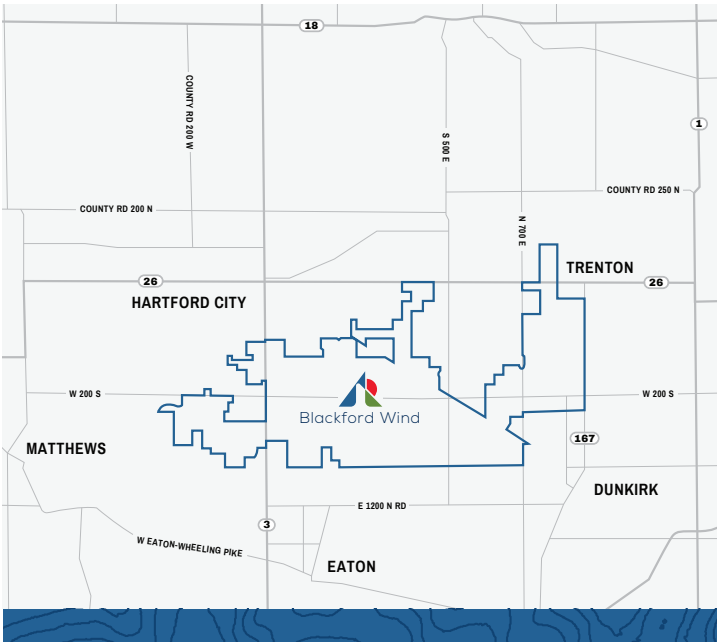 18
COUNTY RD 200 W
1
S 500 E
COUNTY RD 250 N
COUNTY RD 200 N
N 700 E
TRENTON
26
26
HARTFORD CITY
W 200 S
W 200 S
Blackford Wind
167
MATTHEWS
DUNKIRK
E 1200 N RD
3
W EATON-WHEELING PIKE
EATON